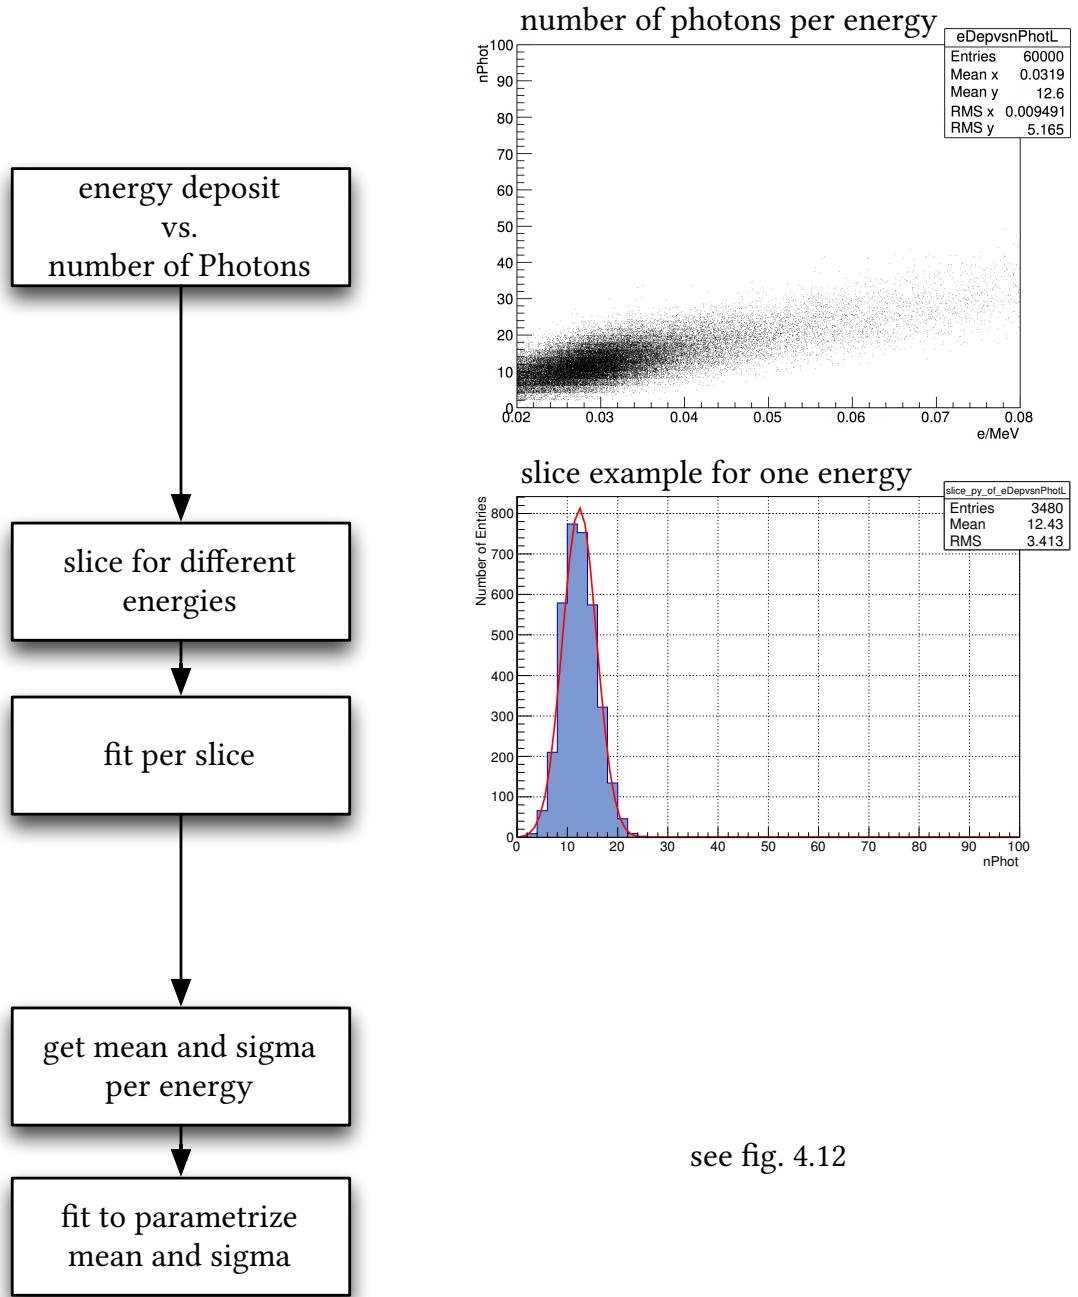 number of photons per energy
eDepvsnPhotL
Entries 60000
Mean x 0.0319
Mean y 12.6
RMS x 0.009491
RMS y 5.165
nPhot
100
90
80
70
60
50
40
30
20
10
0
0.02 0.03 0.04 0.05 0.06 0.07 0.08
e/MeV
energy deposit
vs.
number of Photons
slice example for one energy
slice_py_of_eDepvsnPhotL
Entries 3480
Mean 12.43
RMS 3.413
Number of Entries
800
700
600
500
400
300
200
100
0
0 10 20 30 40 50 60 70 80 90 100
nPhot
slice for different
energies
fit per slice
get mean and sigma
per energy
see fig. 4.12
fit to parametrize
mean and sigma